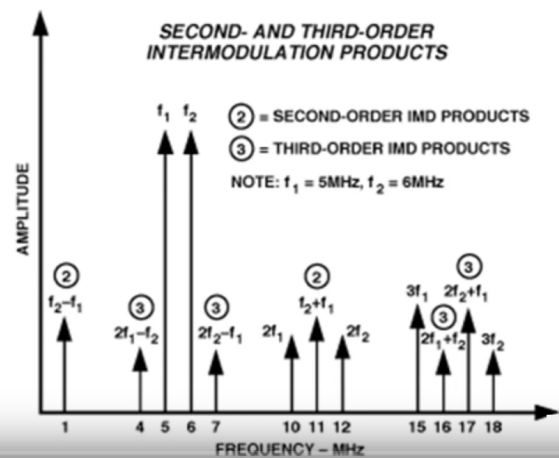 SECOND- AND THIRD-ORDER
INTERMODULATION PRODUCTS
f₁ f₂
② = SECOND-ORDER IMD PRODUCTS
③ = THIRD-ORDER IMD PRODUCTS
NOTE: f₁ = 5MHz, f₂ = 6MHz
AMPLITUDE
② f₂–f₁
③ 2f₁–f₂
③ 2f₂–f₁
2f₁
② f₂+f₁
2f₂
3f₁
③ 2f₁+f₂
③ 2f₂+f₁
3f₂
1 4 5 6 7 10 11 12 15 16 17 18
FREQUENCY – MHz